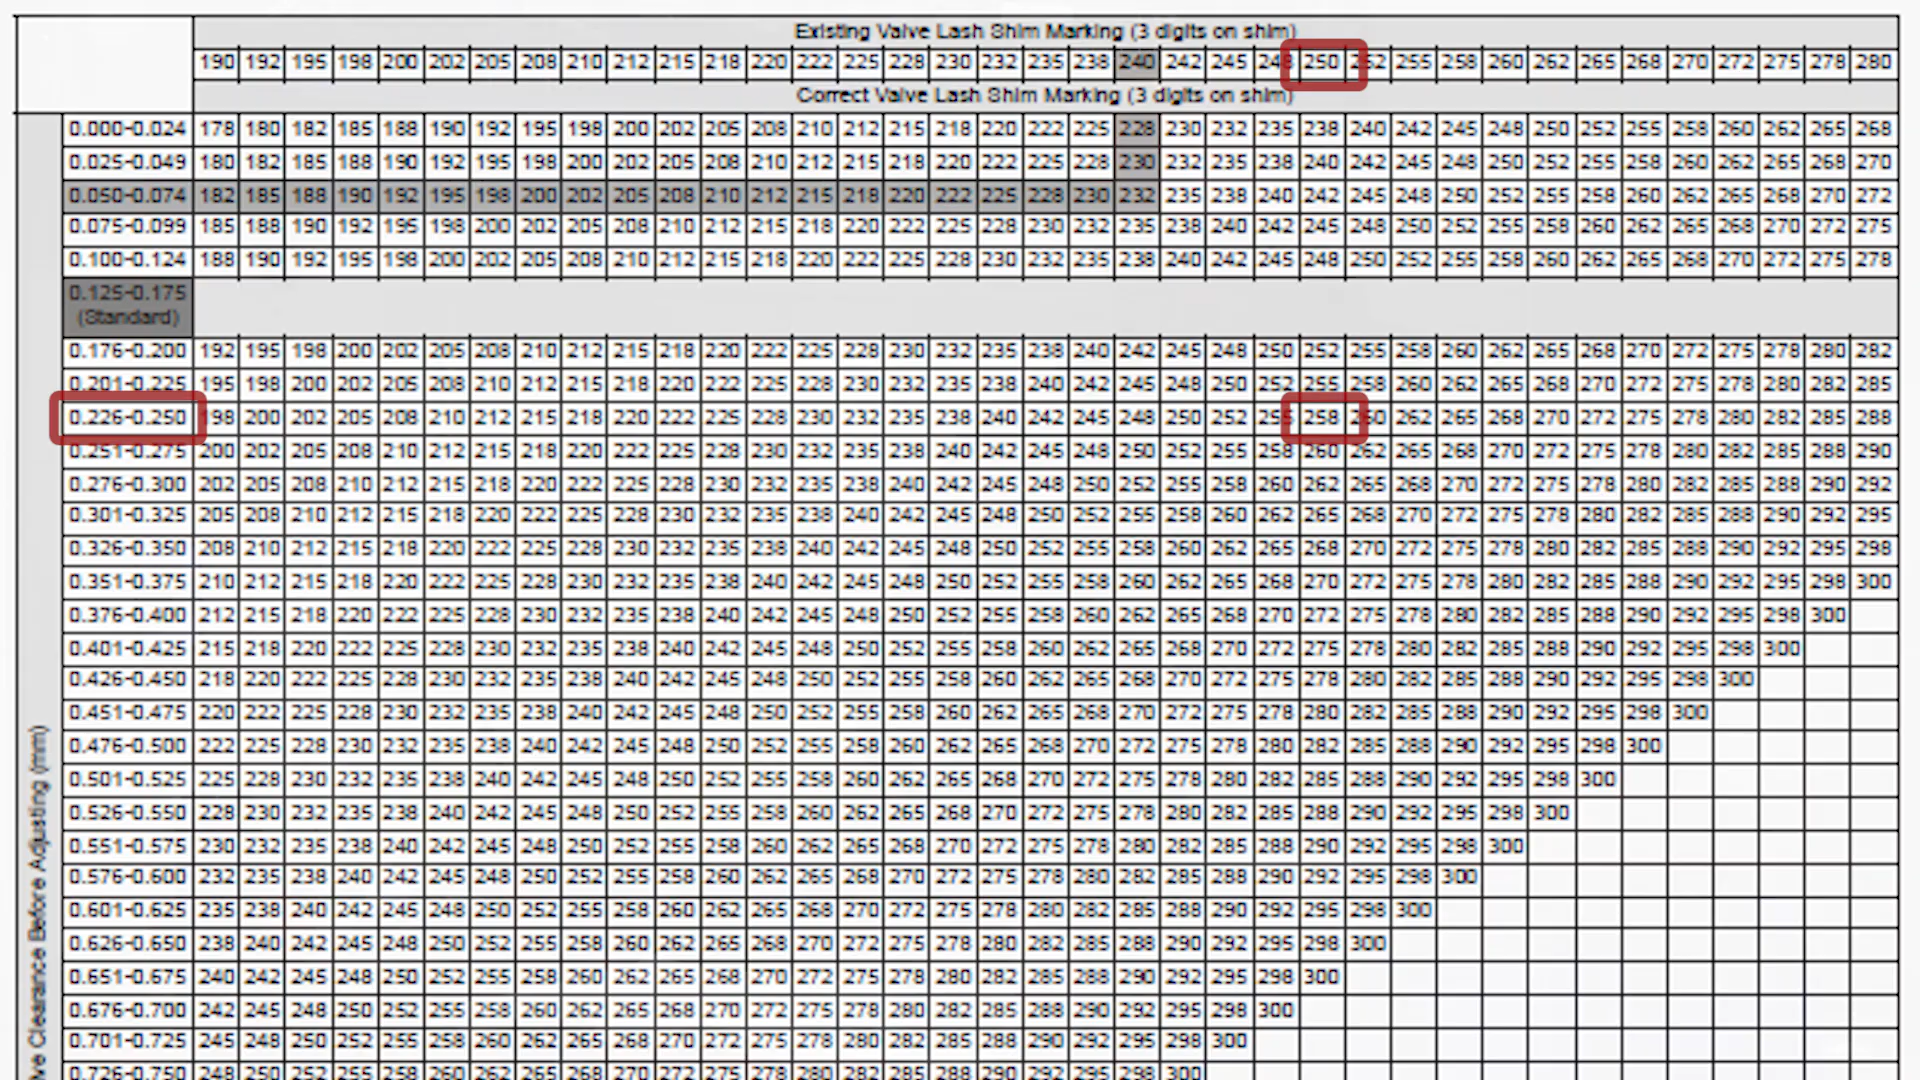 Existing Valve Lash Shim Marking (3 digits on shim)
190 192 195 198 200 202 205 208 210 212 215 218 220 222 225 228 230 232 235 238 240 242 245 248 250 252 255 258 260 262 265 268 270 272 275 278 280
Correct Valve Lash Shim Marking (3 digits on shim)
0.000-0.024 178 180 182 185 188 190 192 195 198 200 202 205 208 210 212 215 218 220 222 225 228 230 232 235 238 240 242 245 248 250 252 255 258 260 262 265 268
0.025-0.049 180 182 185 188 190 192 195 198 200 202 205 208 210 212 215 218 220 222 225 228 230 232 235 238 240 242 245 248 250 252 255 258 260 262 265 268 270
0.050-0.074 182 185 188 190 192 195 198 200 202 205 208 210 212 215 218 220 222 225 228 230 232 235 238 240 242 245 248 250 252 255 258 260 262 265 268 270 272
0.075-0.099 185 188 190 192 195 198 200 202 205 208 210 212 215 218 220 222 225 228 230 232 235 238 240 242 245 248 250 252 255 258 260 262 265 268 270 272 275
0.100-0.124 188 190 192 195 198 200 202 205 208 210 212 215 218 220 222 225 228 230 232 235 238 240 242 245 248 250 252 255 258 260 262 265 268 270 272 275 278
0.125-0.175
(Standard)
0.176-0.200 192 195 198 200 202 205 208 210 212 215 218 220 222 225 228 230 232 235 238 240 242 245 248 250 252 255 258 260 262 265 268 270 272 275 278 280 282
0.201-0.225 195 198 200 202 205 208 210 212 215 218 220 222 225 228 230 232 235 238 240 242 245 248 250 252 255 258 260 262 265 268 270 272 275 278 280 282 285
0.226-0.250 198 200 202 205 208 210 212 215 218 220 222 225 228 230 232 235 238 240 242 245 248 250 252 255 258 260 262 265 268 270 272 275 278 280 282 285 288
0.251-0.275 200 202 205 208 210 212 215 218 220 222 225 228 230 232 235 238 240 242 245 248 250 252 255 258 260 262 265 268 270 272 275 278 280 282 285 288 290
0.276-0.300 202 205 208 210 212 215 218 220 222 225 228 230 232 235 238 240 242 245 248 250 252 255 258 260 262 265 268 270 272 275 278 280 282 285 288 290 292
0.301-0.325 205 208 210 212 215 218 220 222 225 228 230 232 235 238 240 242 245 248 250 252 255 258 260 262 265 268 270 272 275 278 280 282 285 288 290 292 295
0.326-0.350 208 210 212 215 218 220 222 225 228 230 232 235 238 240 242 245 248 250 252 255 258 260 262 265 268 270 272 275 278 280 282 285 288 290 292 295 298
0.351-0.375 210 212 215 218 220 222 225 228 230 232 235 238 240 242 245 248 250 252 255 258 260 262 265 268 270 272 275 278 280 282 285 288 290 292 295 298 300
0.376-0.400 212 215 218 220 222 225 228 230 232 235 238 240 242 245 248 250 252 255 258 260 262 265 268 270 272 275 278 280 282 285 288 290 292 295 298 300
0.401-0.425 215 218 220 222 225 228 230 232 235 238 240 242 245 248 250 252 255 258 260 262 265 268 270 272 275 278 280 282 285 288 290 292 295 298 300
0.426-0.450 218 220 222 225 228 230 232 235 238 240 242 245 248 250 252 255 258 260 262 265 268 270 272 275 278 280 282 285 288 290 292 295 298 300
0.451-0.475 220 222 225 228 230 232 235 238 240 242 245 248 250 252 255 258 260 262 265 268 270 272 275 278 280 282 285 288 290 292 295 298 300
0.476-0.500 222 225 228 230 232 235 238 240 242 245 248 250 252 255 258 260 262 265 268 270 272 275 278 280 282 285 288 290 292 295 298 300
0.501-0.525 225 228 230 232 235 238 240 242 245 248 250 252 255 258 260 262 265 268 270 272 275 278 280 282 285 288 290 292 295 298 300
0.526-0.550 228 230 232 235 238 240 242 245 248 250 252 255 258 260 262 265 268 270 272 275 278 280 282 285 288 290 292 295 298 300
0.551-0.575 230 232 235 238 240 242 245 248 250 252 255 258 260 262 265 268 270 272 275 278 280 282 285 288 290 292 295 298 300
0.576-0.600 232 235 238 240 242 245 248 250 252 255 258 260 262 265 268 270 272 275 278 280 282 285 288 290 292 295 298 300
0.601-0.625 235 238 240 242 245 248 250 252 255 258 260 262 265 268 270 272 275 278 280 282 285 288 290 292 295 298 300
0.626-0.650 238 240 242 245 248 250 252 255 258 260 262 265 268 270 272 275 278 280 282 285 288 290 292 295 298 300
0.651-0.675 240 242 245 248 250 252 255 258 260 262 265 268 270 272 275 278 280 282 285 288 290 292 295 298 300
0.676-0.700 242 245 248 250 252 255 258 260 262 265 268 270 272 275 278 280 282 285 288 290 292 295 298 300
0.701-0.725 245 248 250 252 255 258 260 262 265 268 270 272 275 278 280 282 285 288 290 292 295 298 300
0.726-0.750 248 250 252 255 258 260 262 265 268 270 272 275 278 280 282 285 288 290 292 295 298 300
ve Clearance Before Adjusting (mm)